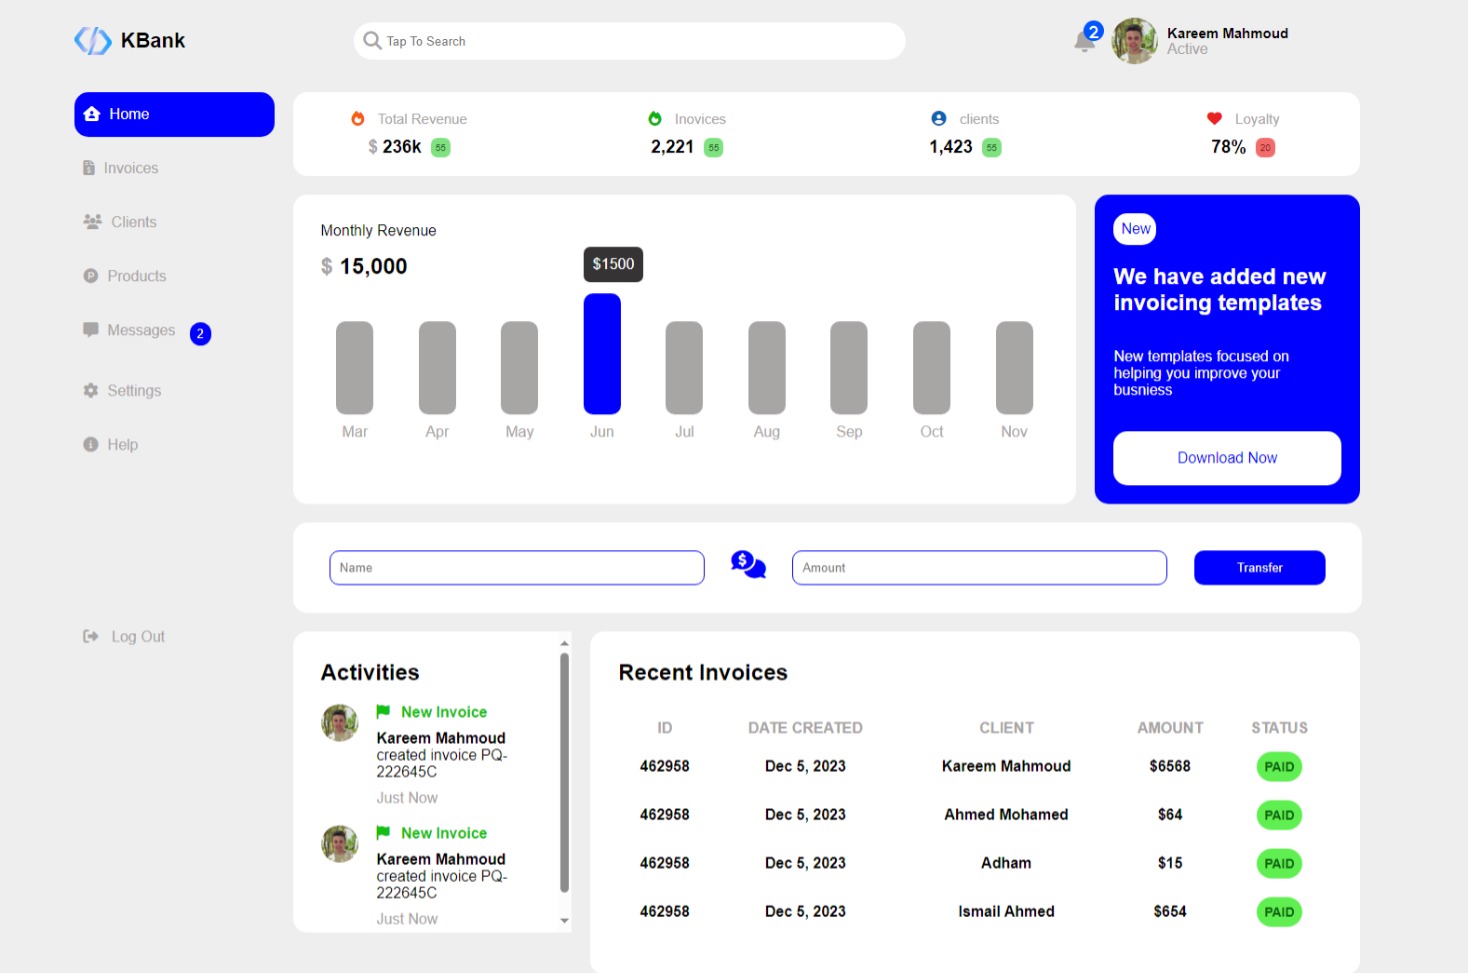 KBank
Tap To Search
2
Kareem Mahmoud
Active
Home
Invoices
Clients
Products
Messages 2
Settings
Help
Log Out
Total Revenue
$ 236k 55
Inovices
2,221 55
clients
1,423 55
Loyalty
78% 20
Monthly Revenue
$ 15,000
$1500
Mar Apr May Jun Jul Aug Sep Oct Nov
New
We have added new
invoicing templates
New templates focused on
helping you improve your
busniess
Download Now
Name $ Amount Transfer
Activities
New Invoice
Kareem Mahmoud
created invoice PQ-
222645C
Just Now
New Invoice
Kareem Mahmoud
created invoice PQ-
222645C
Just Now
Recent Invoices
ID DATE CREATED CLIENT AMOUNT STATUS
462958 Dec 5, 2023 Kareem Mahmoud $6568 PAID
462958 Dec 5, 2023 Ahmed Mohamed $64 PAID
462958 Dec 5, 2023 Adham $15 PAID
462958 Dec 5, 2023 Ismail Ahmed $654 PAID